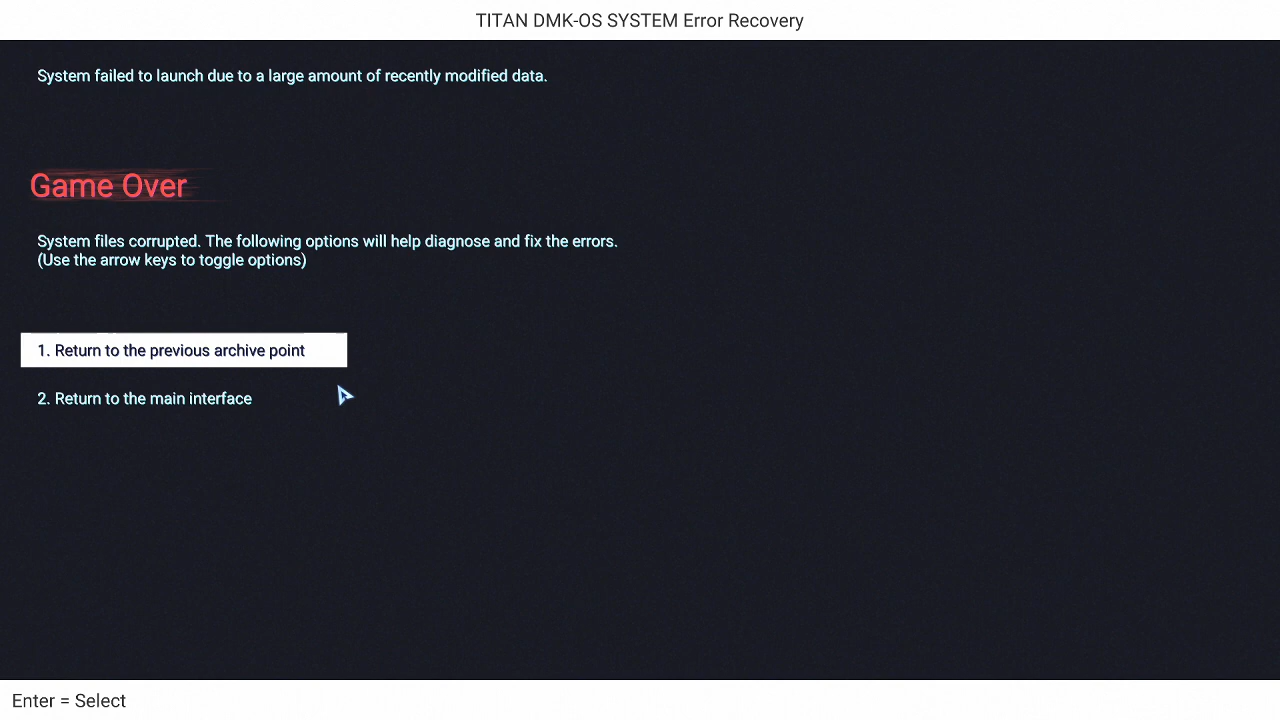 TITAN DMK-OS SYSTEM Error Recovery
System failed to launch due to a large amount of recently modified data.
Game Over
System files corrupted. The following options will help diagnose and fix the errors.
(Use the arrow keys to toggle options)
1. Return to the previous archive point
2. Return to the main interface
Enter = Select